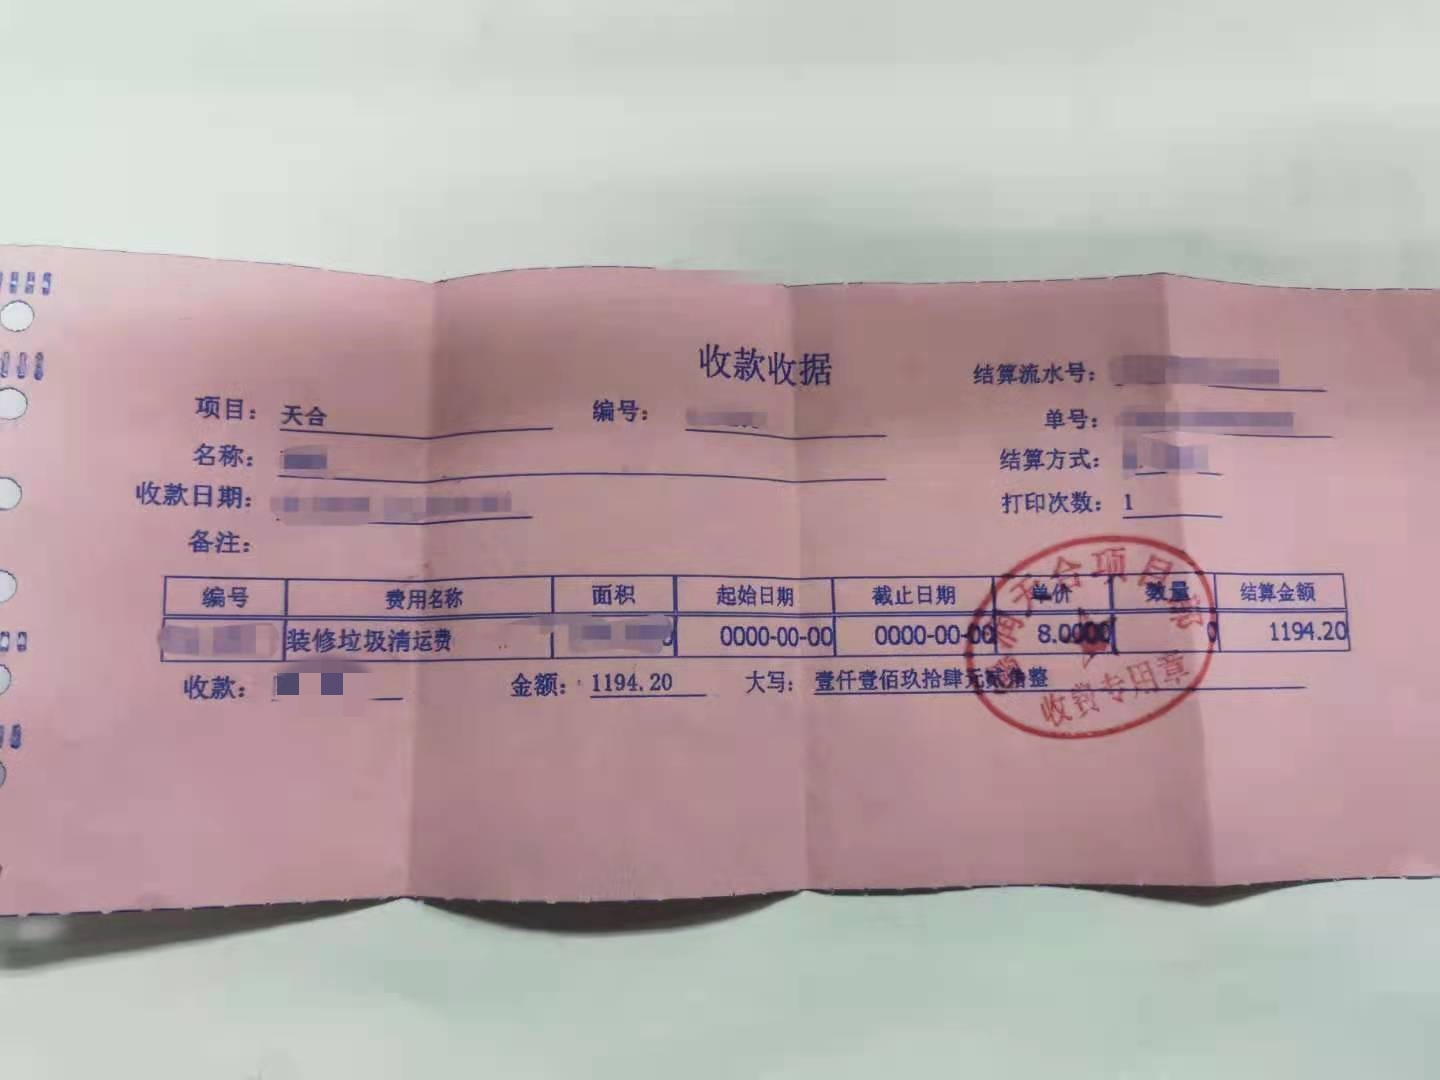 收款收据
结算流水号：
项目：天合 编号： 单号：
名称： 结算方式：
收款日期： 打印次数：1
备注：
编号 费用名称 面积 起始日期 截止日期 单价 数量 结算金额
装修垃圾清运费 0000-00-00 0000-00-00 8.0000 0 1194.20
收款： 金额：1194.20 大写：壹仟壹佰玖拾肆元贰角整
天合项目
收费专用章